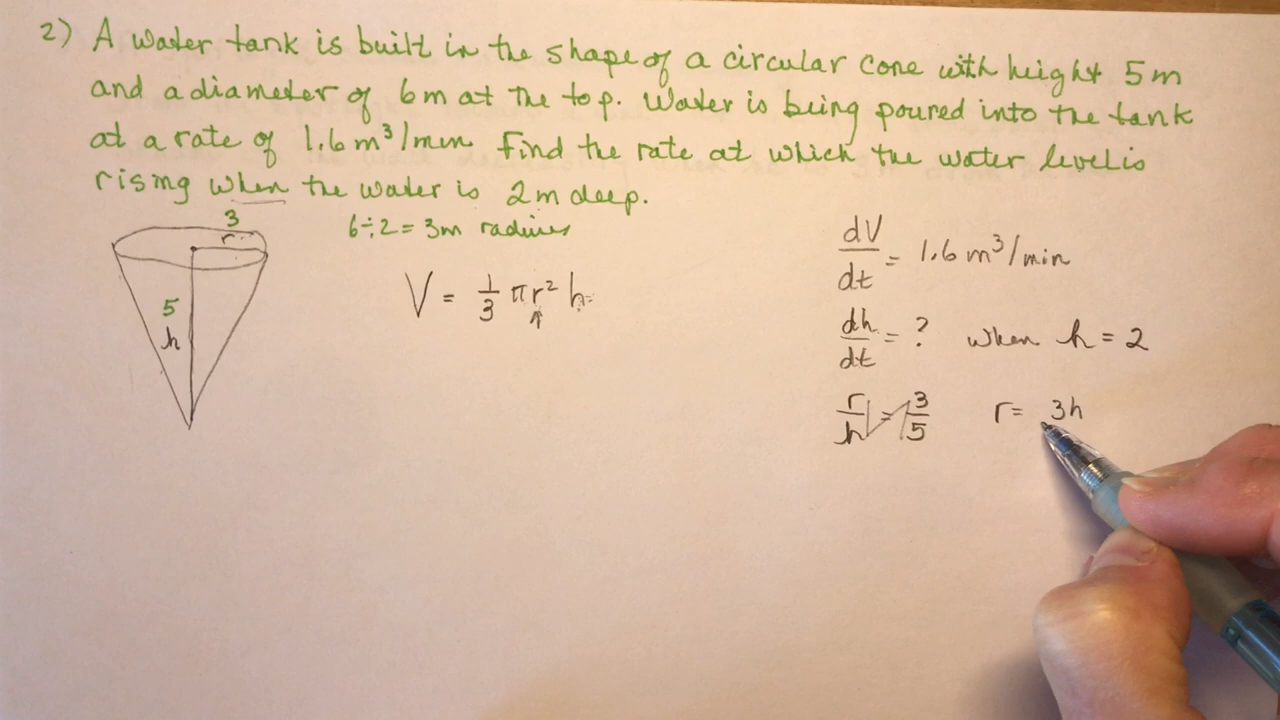 2) A water tank is built in the shape of a circular cone with height 5m
and a diameter of 6m at the top. Water is being poured into the tank
at a rate of 1.6 m³/min. Find the rate at which the water level is
rising when the water is 2m deep.
6÷2 = 3m radius
3
r
5
h
V = 1/3 πr² h
dV/dt = 1.6 m³/min
dh/dt = ? when h = 2
r/h = 3/5 r = 3h